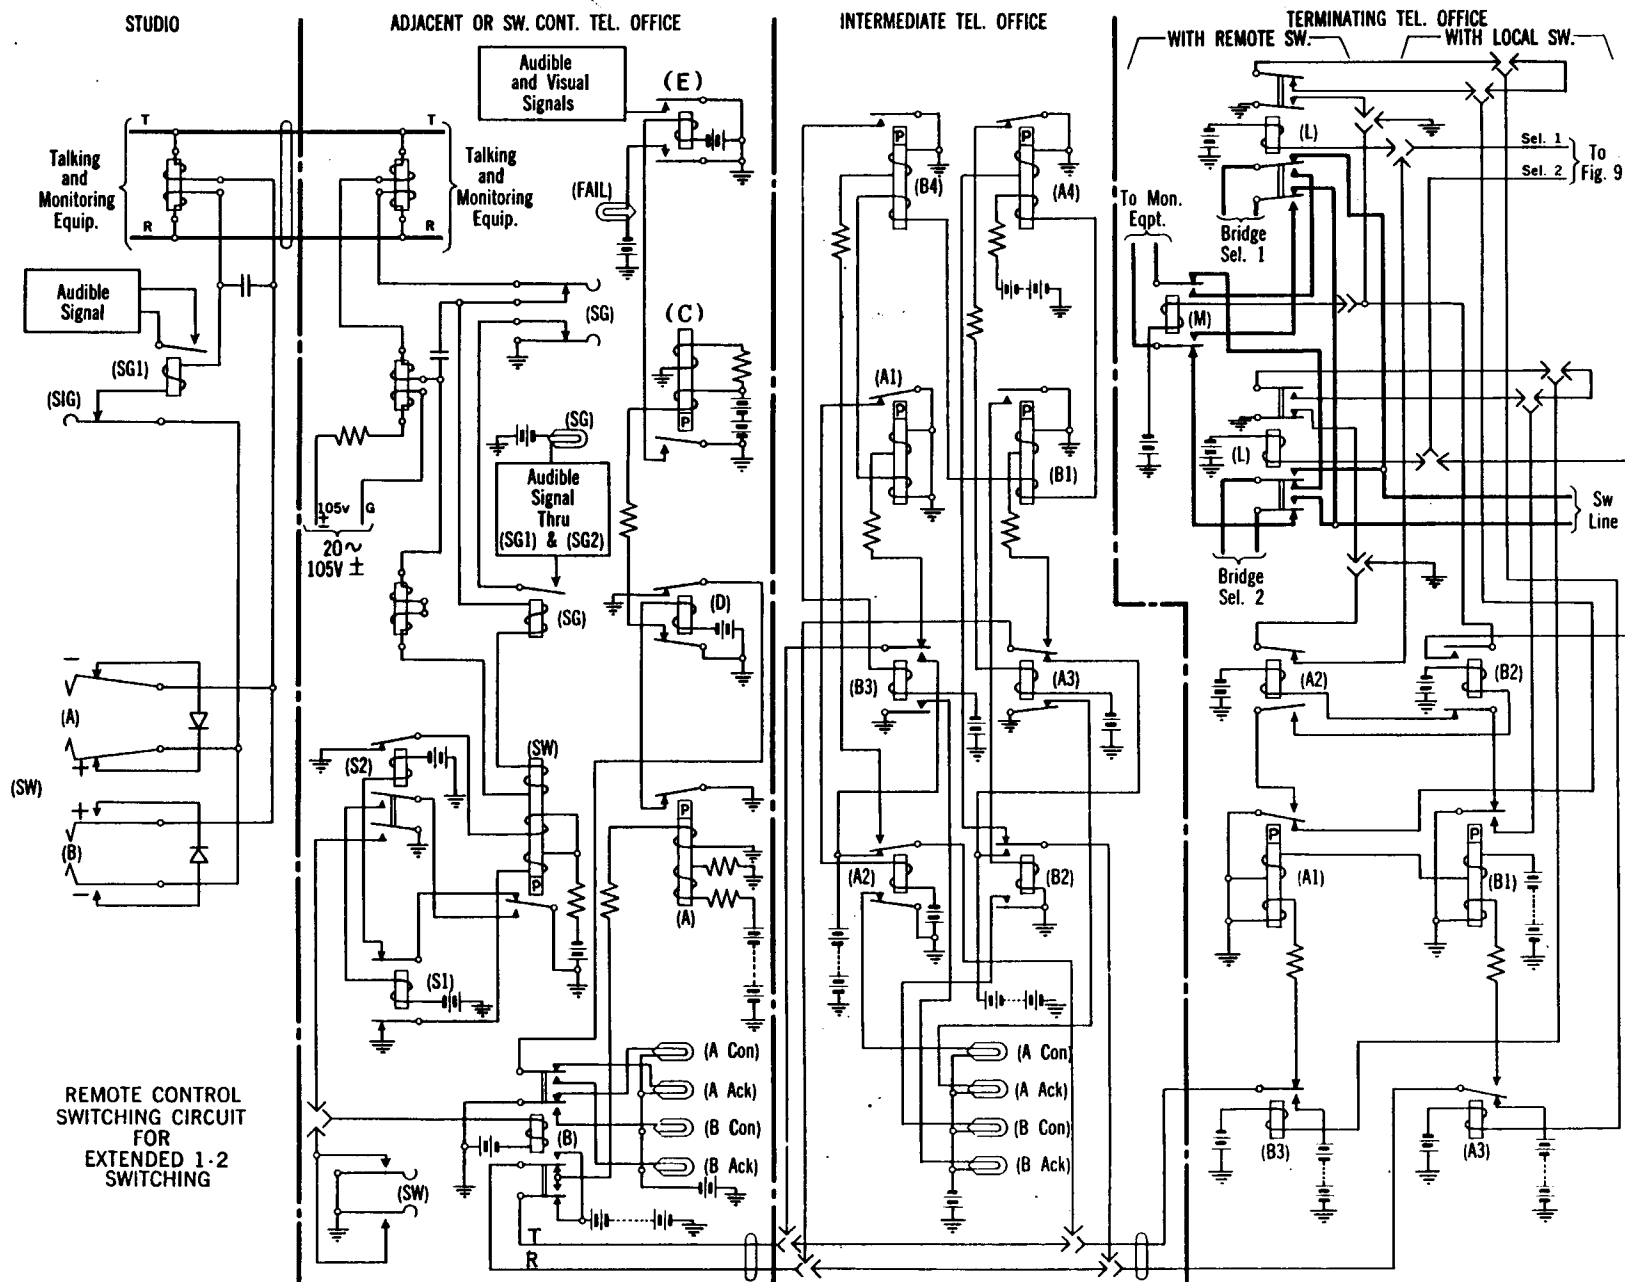 STUDIO
ADJACENT OR SW. CONT. TEL. OFFICE
INTERMEDIATE TEL. OFFICE
TERMINATING TEL. OFFICE
WITH REMOTE SW.
WITH LOCAL SW.
T
R
Talking
and
Monitoring
Equip.
Audible
Signal
(SG1)
(SIG)
−
(A)
+
(SW)
+
(B)
−
REMOTE CONTROL
SWITCHING CIRCUIT
FOR
EXTENDED 1-2
SWITCHING
T
R
Talking
and
Monitoring
Equip.
Audible
and Visual
Signals
(E)
(FAIL)
(SG)
(C)
P
(SG)
Audible
Signal
Thru
(SG1) & (SG2)
105v
±
G
20~
105V ±
(SG)
(D)
(S2)
(SW)
P
(S1)
P
(A)
(A Con)
(A Ack)
(B Con)
(B Ack)
(B)
(SW)
T
R
P
(B4)
P
(A4)
(A1)
P
P
(B1)
(B3)
(A3)
(A2)
(B2)
(A Con)
(A Ack)
(B Con)
(B Ack)
(L)
Sel. 1
Sel. 2
To
Fig. 9
To Mon.
Eqpt.
Bridge
Sel. 1
(M)
(L)
Sw
Line
Bridge
Sel. 2
(A2)
(B2)
P
(A1)
P
(B1)
(B3)
(A3)